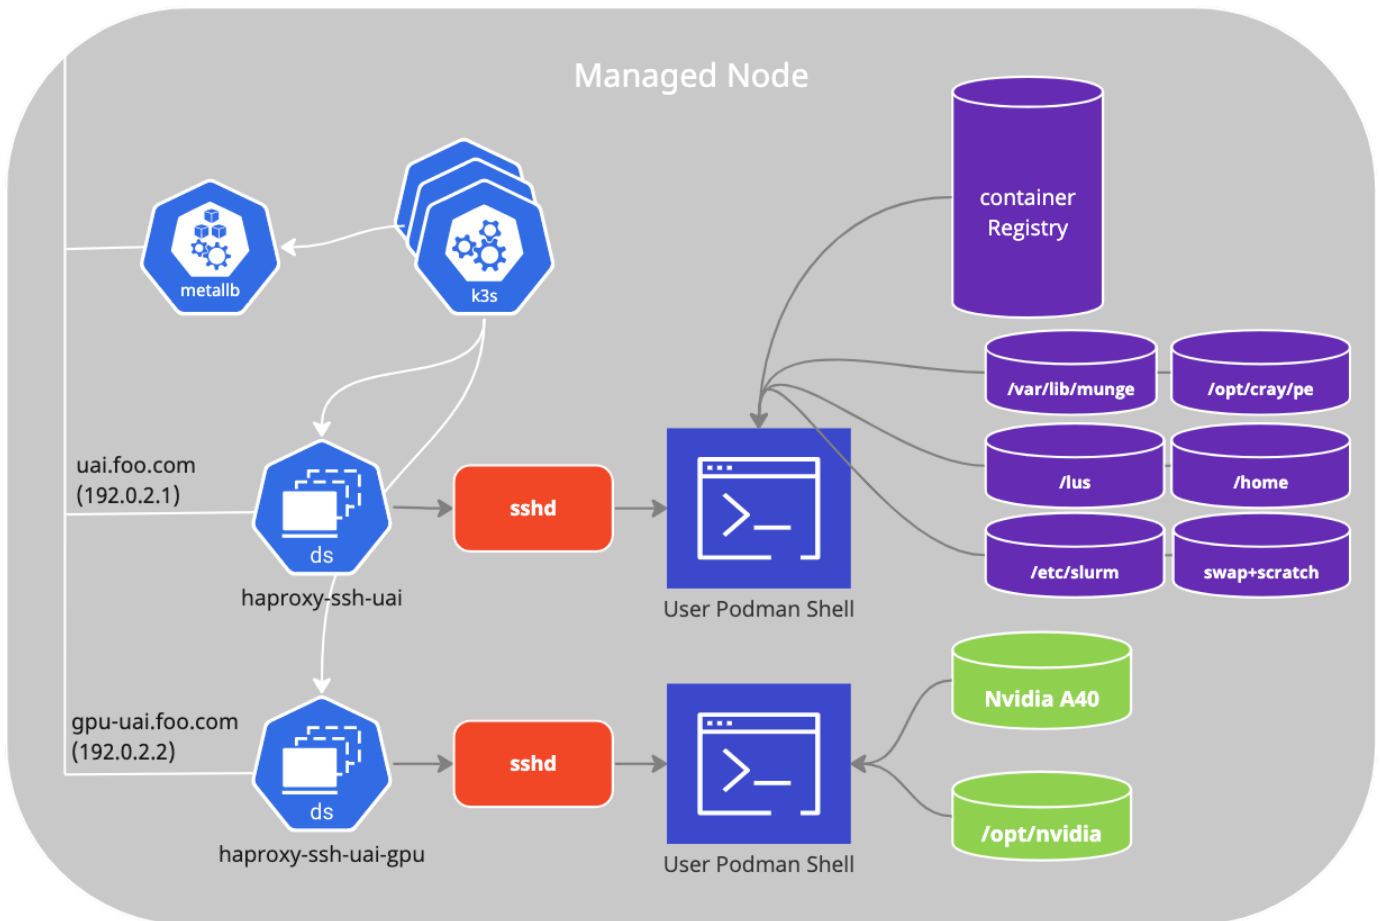 Managed Node
container
Registry
metallb
k3s
/var/lib/munge
/opt/cray/pe
uai.foo.com
(192.0.2.1)
sshd
/lus
/home
ds
/etc/slurm
swap+scratch
haproxy-ssh-uai
User Podman Shell
Nvidia A40
gpu-uai.foo.com
(192.0.2.2)
sshd
ds
/opt/nvidia
haproxy-ssh-uai-gpu
User Podman Shell